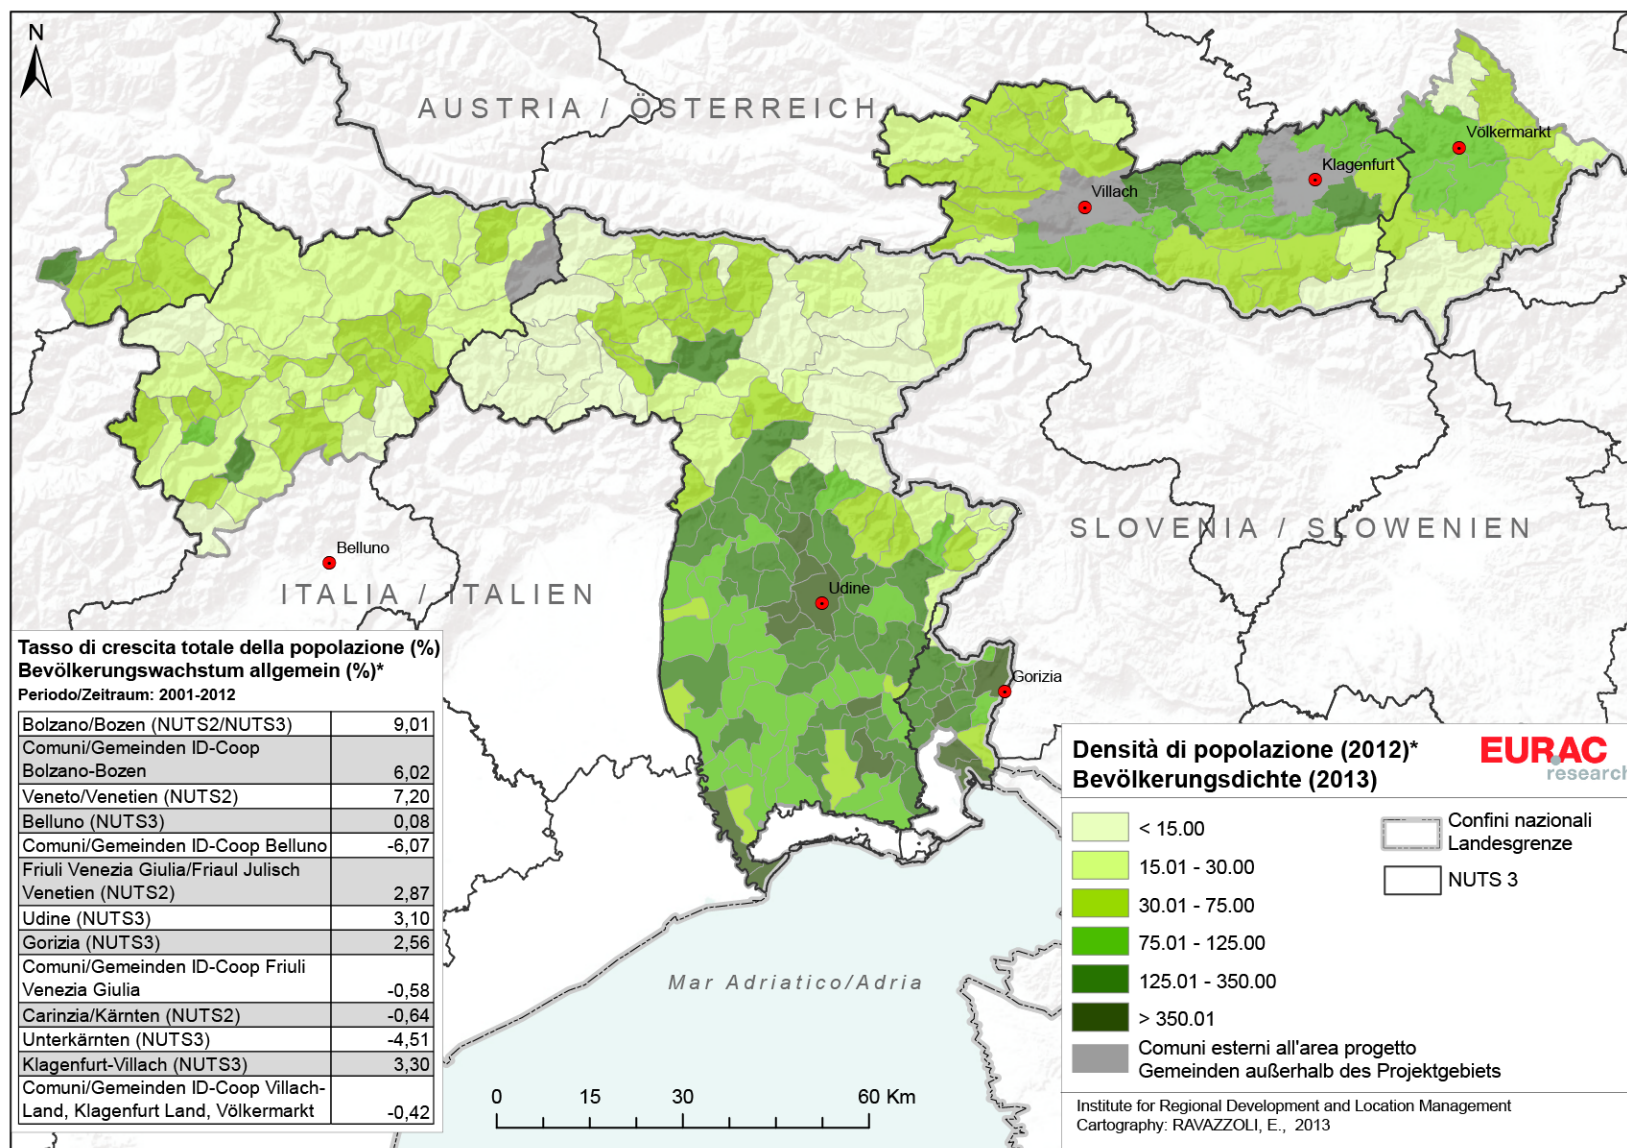 N
AUSTRIA / ÖSTERREICH
Völkermarkt
Klagenfurt
Villach
SLOVENIA / SLOWENIEN
Belluno
ITALIA / ITALIEN
Udine
Gorizia
Mar Adriatico/Adria
Tasso di crescita totale della popolazione (%)
Bevölkerungswachstum allgemein (%)*
Periodo/Zeitraum: 2001-2012
Bolzano/Bozen (NUTS2/NUTS3) 9,01
Comuni/Gemeinden ID-Coop
Bolzano-Bozen 6,02
Veneto/Venetien (NUTS2) 7,20
Belluno (NUTS3) 0,08
Comuni/Gemeinden ID-Coop Belluno -6,07
Friuli Venezia Giulia/Friaul Julisch
Venetien (NUTS2) 2,87
Udine (NUTS3) 3,10
Gorizia (NUTS3) 2,56
Comuni/Gemeinden ID-Coop Friuli
Venezia Giulia -0,58
Carinzia/Kärnten (NUTS2) -0,64
Unterkärnten (NUTS3) -4,51
Klagenfurt-Villach (NUTS3) 3,30
Comuni/Gemeinden ID-Coop Villach-
Land, Klagenfurt Land, Völkermarkt -0,42
0 15 30 60 Km
Densità di popolazione (2012)*
Bevölkerungsdichte (2013)
EURAC
research
< 15.00
15.01 - 30.00
30.01 - 75.00
75.01 - 125.00
125.01 - 350.00
> 350.01
Comuni esterni all'area progetto
Gemeinden außerhalb des Projektgebiets
Confini nazionali
Landesgrenze
NUTS 3
Institute for Regional Development and Location Management
Cartography: RAVAZZOLI, E., 2013